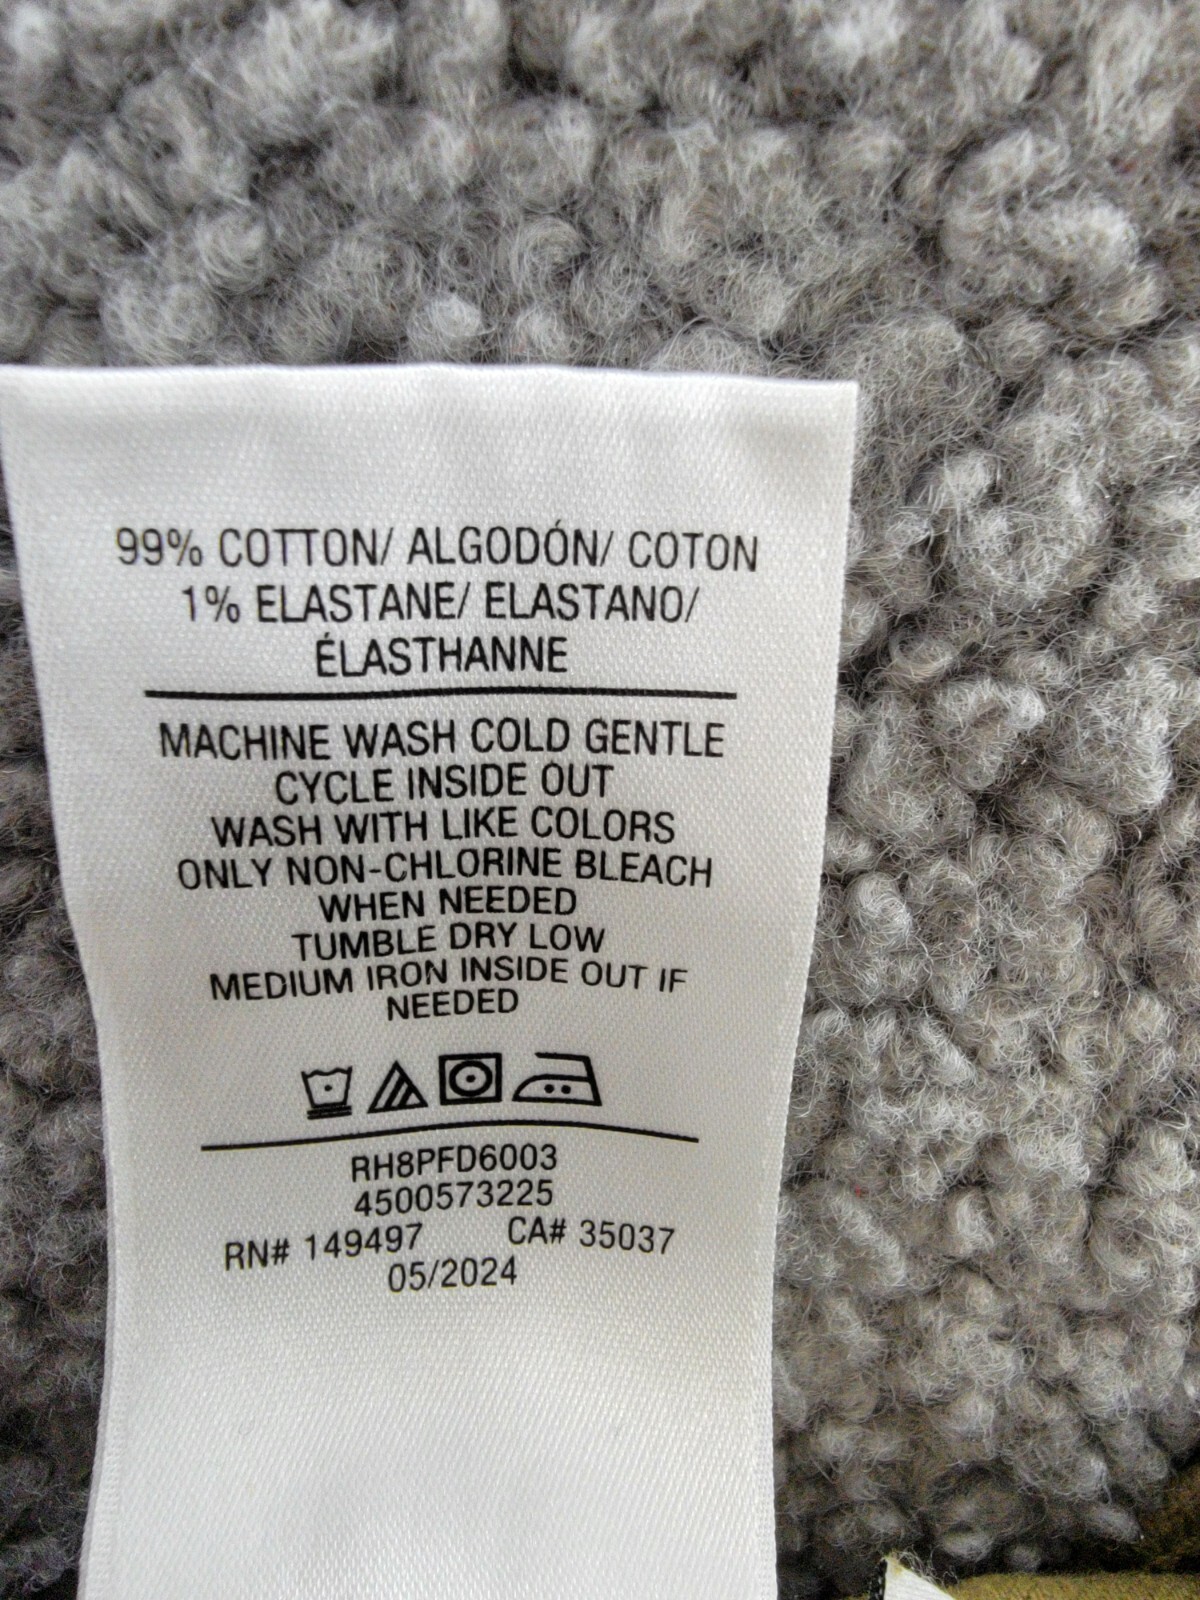 99% COTTON/ ALGODÓN/ COTON
1% ELASTANE/ ELASTANO/
ÉLASTHANNE
MACHINE WASH COLD GENTLE
CYCLE INSIDE OUT
WASH WITH LIKE COLORS
ONLY NON-CHLORINE BLEACH
WHEN NEEDED
TUMBLE DRY LOW
MEDIUM IRON INSIDE OUT IF
NEEDED
RH8PFD6003
4500573225
RN# 149497 CA# 35037
05/2024